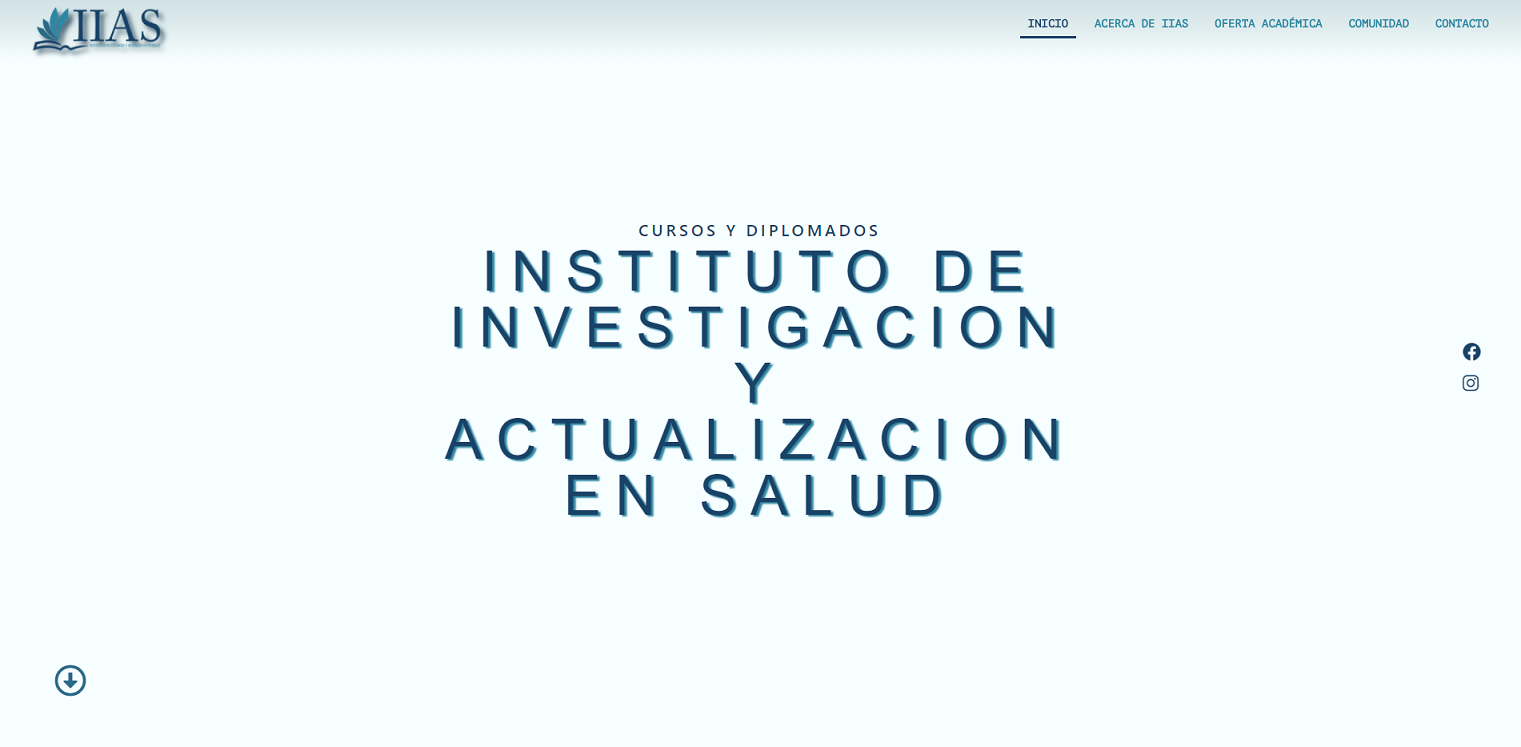 IIAS
INICIO
ACERCA DE IIAS
OFERTA ACADÉMICA
COMUNIDAD
CONTACTO
CURSOS Y DIPLOMADOS
INSTITUTO DE
INVESTIGACION
Y
ACTUALIZACION
EN SALUD